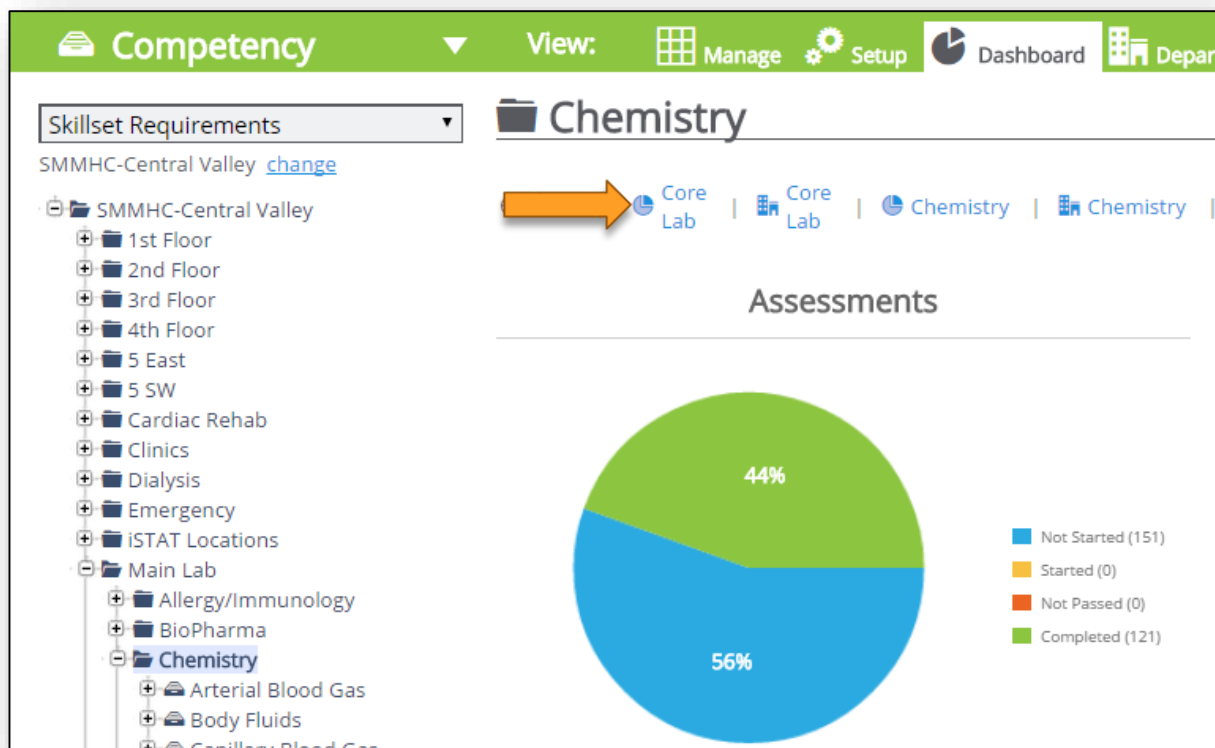 Competency
View:
Manage
Setup
Dashboard
Skillset Requirements
SMMHC-Central Valley change
SMMHC-Central Valley
1st Floor
2nd Floor
3rd Floor
4th Floor
5 East
5 SW
Cardiac Rehab
Clinics
Dialysis
Emergency
iSTAT Locations
Main Lab
Allergy/Immunology
BioPharma
Chemistry
Arterial Blood Gas
Body Fluids
Chemistry
Core
Lab
|
Core
Lab
|
Chemistry
|
Chemistry
|
Assessments
44%
56%
Not Started (151)
Started (0)
Not Passed (0)
Completed (121)